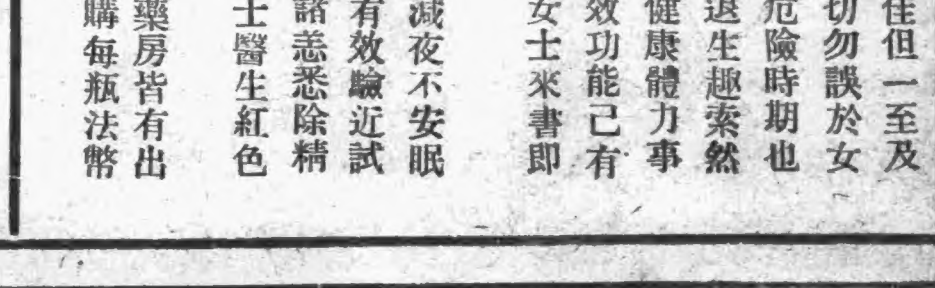 佳但一至及
切勿誤於女
危險時期也
退生趣索然
健康體力事
效功能己有
女士來書即
減夜不安眠
有效驗近試
諸恙悉除精
士醫生紅色
藥房皆有出
購每瓶法幣